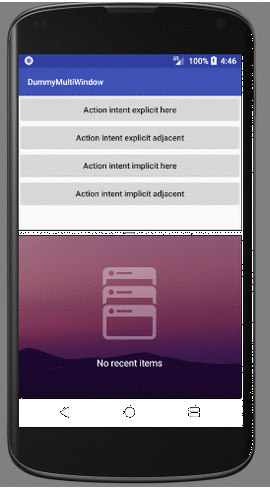 100% 4:46
DummyMultiWindow
Action intent explicit here
Action intent explicit adjacent
Action intent implicit here
Action intent implicit adjacent
No recent items